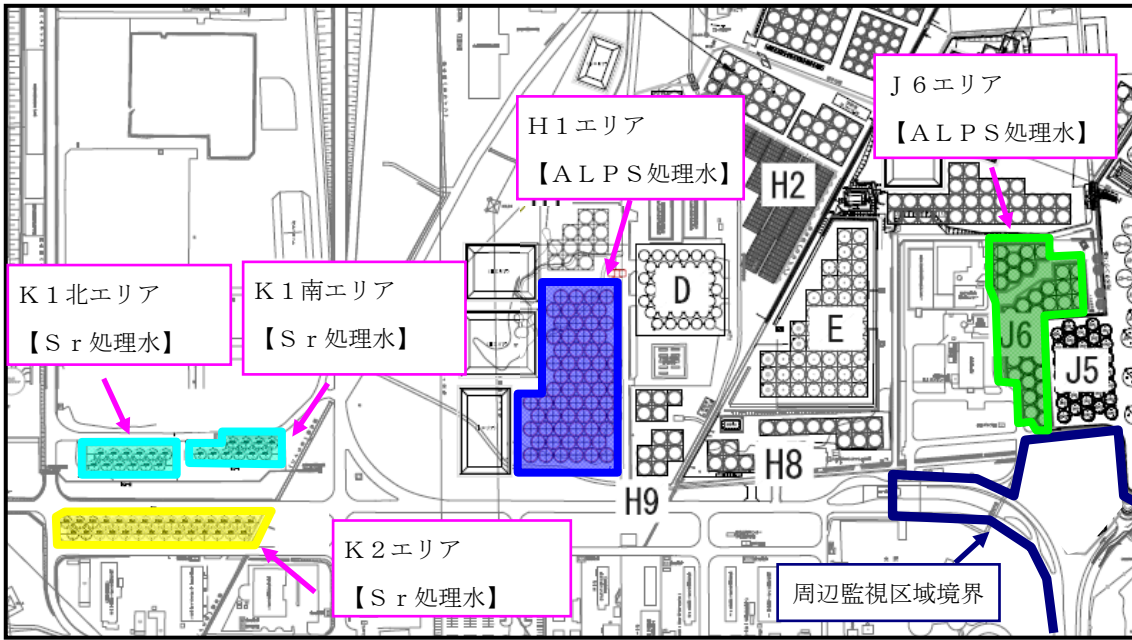 Ｊ６エリア
【ＡＬＰＳ処理水】
Ｈ１エリア
【ＡＬＰＳ処理水】
H2
Ｋ１北エリア
【Ｓｒ処理水】
Ｋ１南エリア
【Ｓｒ処理水】
D
E
J6
J5
H8
H9
Ｋ２エリア
【Ｓｒ処理水】
周辺監視区域境界